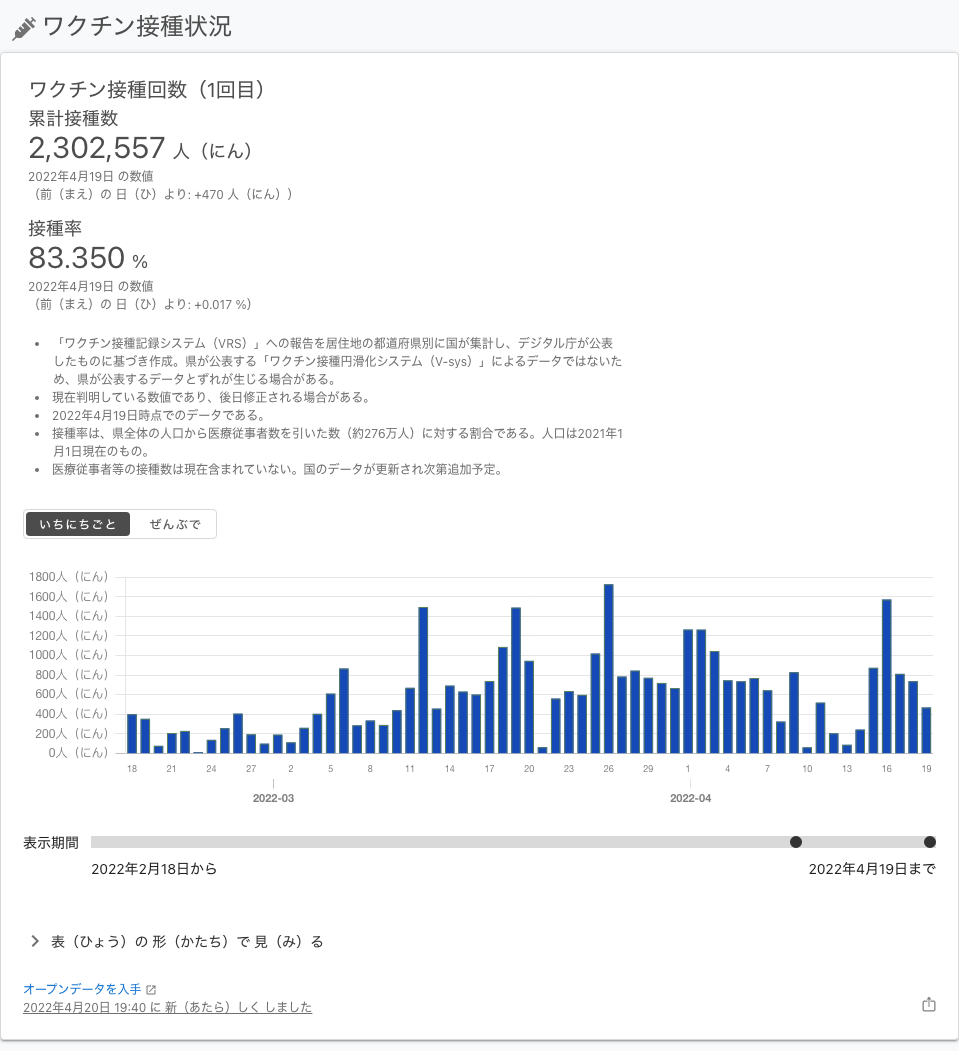 ワクチン接種状況
ワクチン接種回数（1回目）
累計接種数
2,302,557 人（にん）
2022年4月19日 の数値
（前（まえ）の 日（ひ）より: +470 人（にん））
接種率
83.350 %
2022年4月19日 の数値
（前（まえ）の 日（ひ）より: +0.017 %）
• 「ワクチン接種記録システム（VRS）」への報告を居住地の都道府県別に国が集計し、デジタル庁が公表
したものに基づき作成。県が公表する「ワクチン接種円滑化システム（V-sys）」によるデータではないた
め、県が公表するデータとずれが生じる場合がある。
• 現在判明している数値であり、後日修正される場合がある。
• 2022年4月19日時点でのデータである。
• 接種率は、県全体の人口から医療従事者数を引いた数（約276万人）に対する割合である。人口は2021年1
月1日現在のもの。
• 医療従事者等の接種数は現在含まれていない。国のデータが更新され次第追加予定。
いちにちごと ぜんぶで
1800人（にん）
1600人（にん）
1400人（にん）
1200人（にん）
1000人（にん）
800人（にん）
600人（にん）
400人（にん）
200人（にん）
0人（にん）
18 21 24 27 2 5 8 11 14 17 20 23 26 29 1 4 7 10 13 16 19
2022-03 2022-04
表示期間
2022年2月18日から 2022年4月19日まで
表（ひょう）の 形（かたち）で 見（み）る
オープンデータを入手
2022年4月20日 19:40 に 新（あたら）しく しました